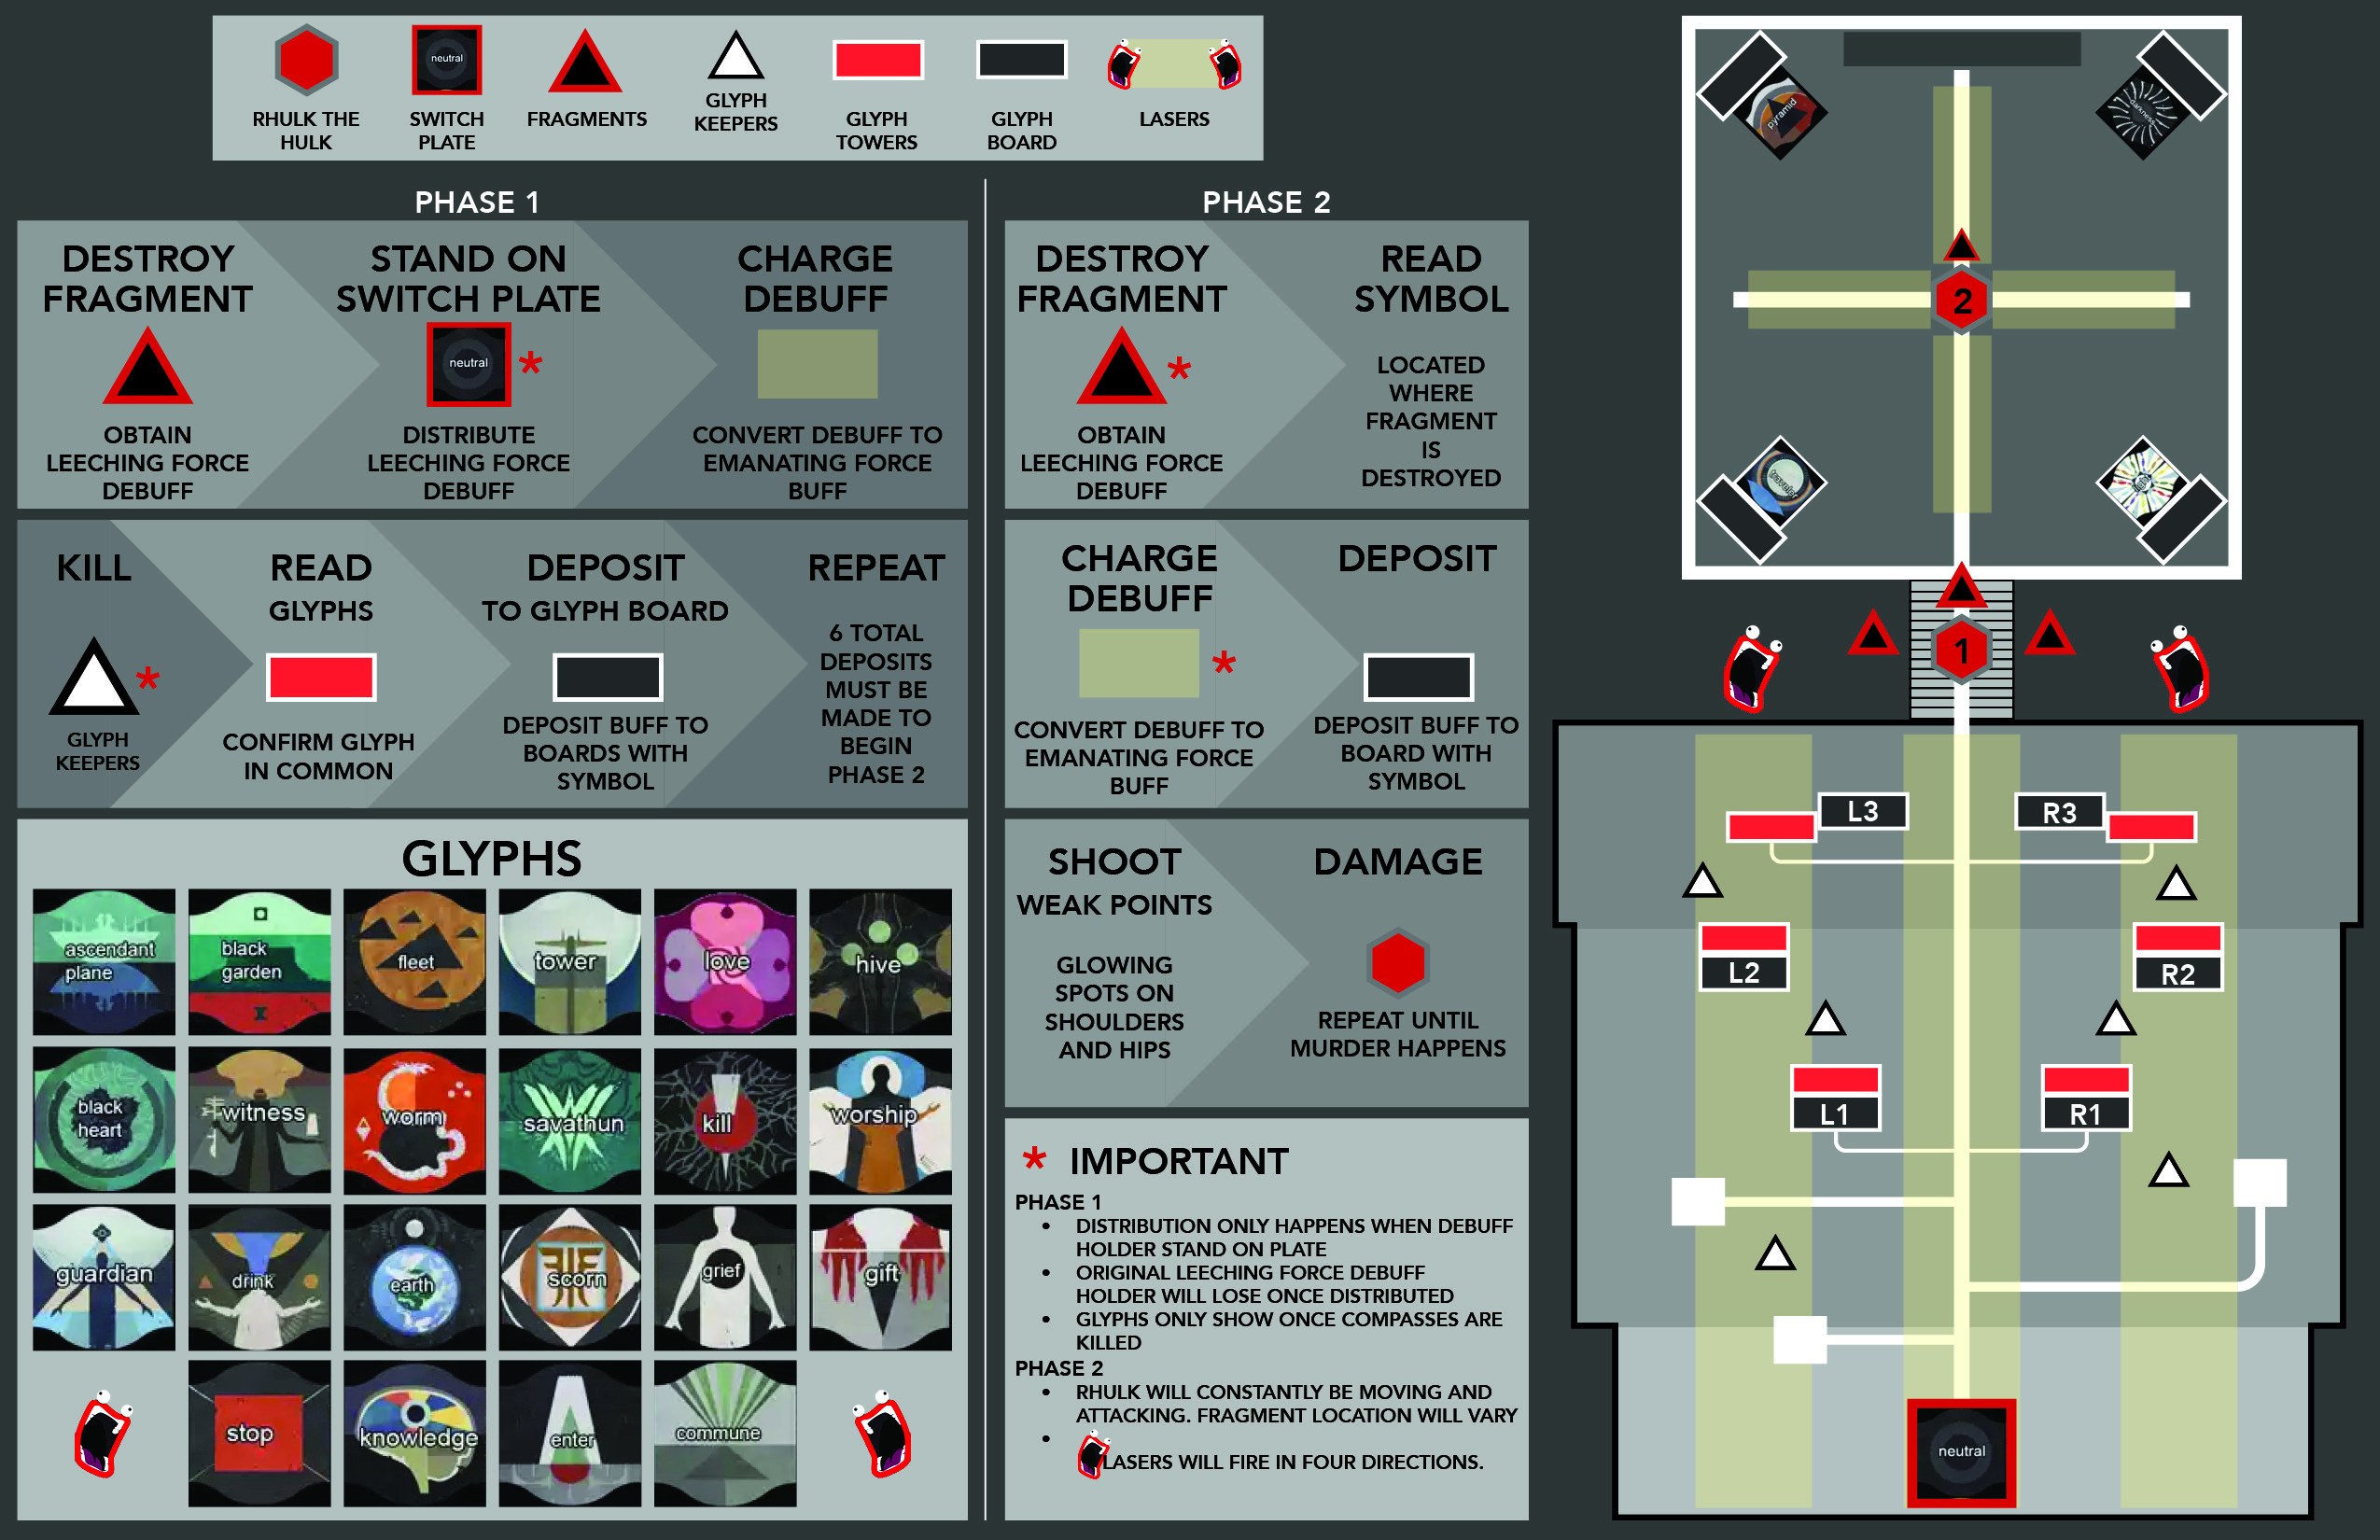 neutral
RHULK THE
HULK
SWITCH
PLATE
FRAGMENTS
GLYPH
KEEPERS
GLYPH
TOWERS
GLYPH
BOARD
LASERS
PHASE 1
DESTROY
FRAGMENT
OBTAIN
LEECHING FORCE
DEBUFF
STAND ON
SWITCH PLATE
neutral
*
DISTRIBUTE
LEECHING FORCE
DEBUFF
CHARGE
DEBUFF
CONVERT DEBUFF TO
EMANATING FORCE
BUFF
KILL
*
GLYPH
KEEPERS
READ
GLYPHS
CONFIRM GLYPH
IN COMMON
DEPOSIT
TO GLYPH BOARD
DEPOSIT BUFF TO
BOARDS WITH
SYMBOL
REPEAT
6 TOTAL
DEPOSITS
MUST BE
MADE TO
BEGIN
PHASE 2
GLYPHS
ascendant
plane
black
garden
fleet
tower
love
hive
black
heart
witness
worm
savathun
kill
worship
guardian
drink
earth
scorn
grief
gift
stop
knowledge
enter
commune
PHASE 2
DESTROY
FRAGMENT
*
OBTAIN
LEECHING FORCE
DEBUFF
READ
SYMBOL
LOCATED
WHERE
FRAGMENT
IS
DESTROYED
CHARGE
DEBUFF
*
CONVERT DEBUFF TO
EMANATING FORCE
BUFF
DEPOSIT
DEPOSIT BUFF TO
BOARD WITH
SYMBOL
SHOOT
WEAK POINTS
GLOWING
SPOTS ON
SHOULDERS
AND HIPS
DAMAGE
REPEAT UNTIL
MURDER HAPPENS
* IMPORTANT
PHASE 1
• DISTRIBUTION ONLY HAPPENS WHEN DEBUFF
HOLDER STAND ON PLATE
• ORIGINAL LEECHING FORCE DEBUFF
HOLDER WILL LOSE ONCE DISTRIBUTED
• GLYPHS ONLY SHOW ONCE COMPASSES ARE
KILLED
PHASE 2
• RHULK WILL CONSTANTLY BE MOVING AND
ATTACKING. FRAGMENT LOCATION WILL VARY
•
LASERS WILL FIRE IN FOUR DIRECTIONS.
pyramid
darkness
2
traveler
light
1
L3
R3
L2
R2
L1
R1
neutral